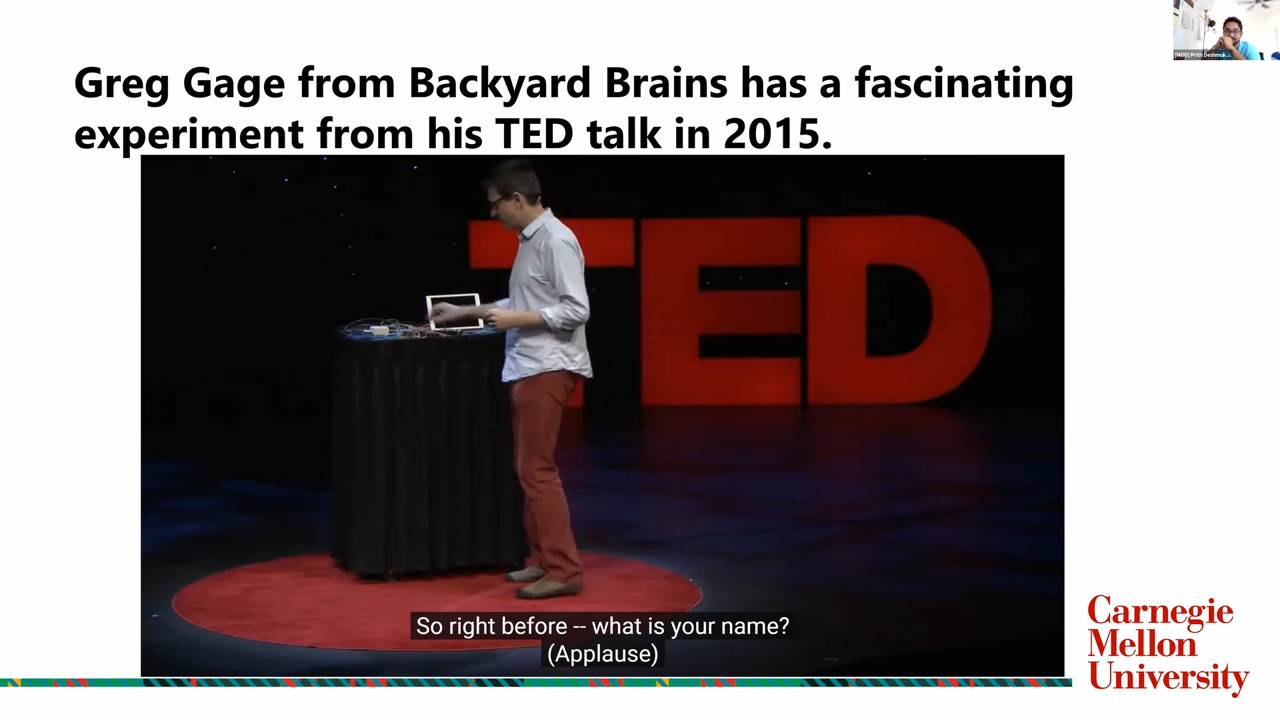 Greg Gage from Backyard Brains has a fascinating
experiment from his TED talk in 2015.
TED
So right before -- what is your name?
(Applause)
Carnegie
Mellon
University